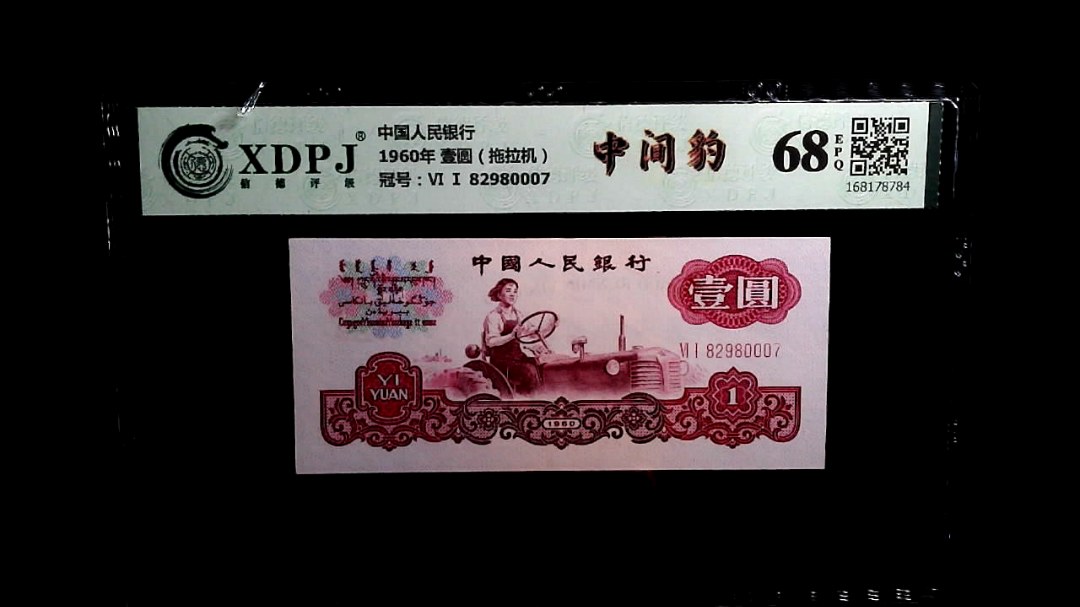 XDPJ®
信德评级
中国人民银行
1960年 壹圆（拖拉机）
冠号：VI I 82980007
中间豹
68
EPQ
168178784
中國人民銀行
壹圓
VI I 82980007
YI
YUAN
1960
1